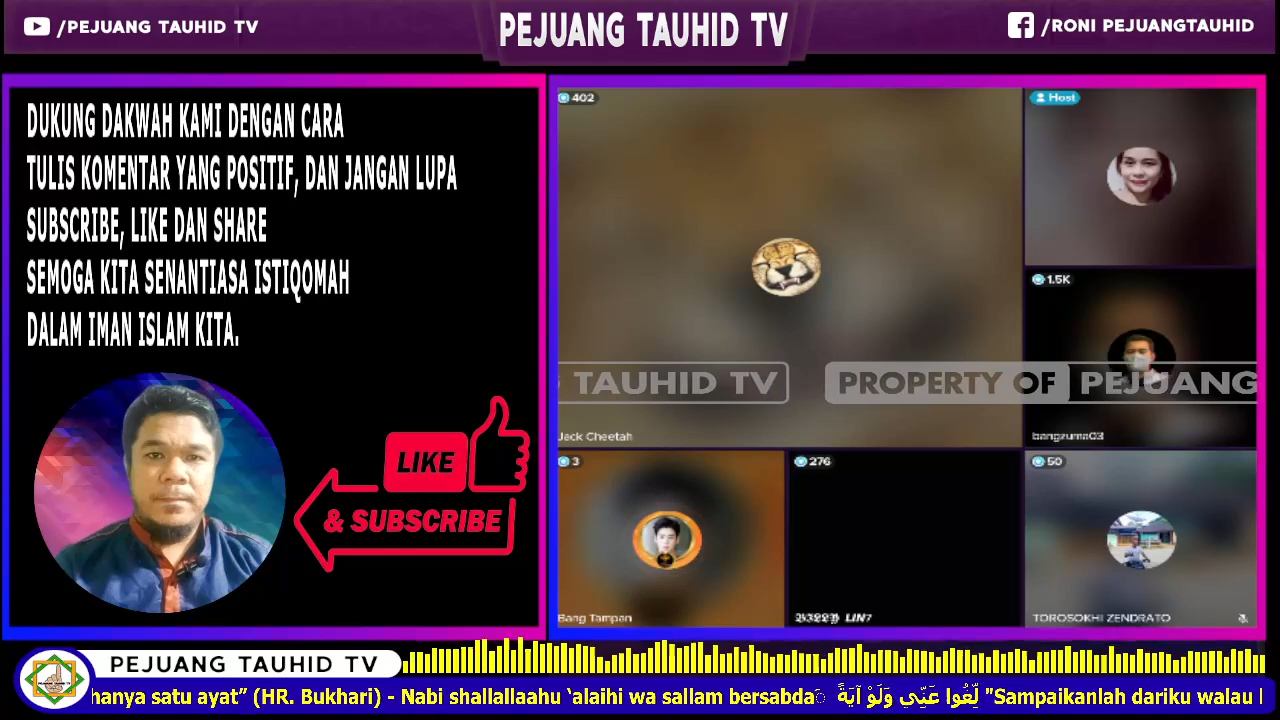 /PEJUANG TAUHID TV
PEJUANG TAUHID TV
/RONI PEJUANGTAUHID
DUKUNG DAKWAH KAMI DENGAN CARA
TULIS KOMENTAR YANG POSITIF, DAN JANGAN LUPA
SUBSCRIBE, LIKE DAN SHARE
SEMOGA KITA SENANTIASA ISTIQOMAH
DALAM IMAN ISLAM KITA.
LIKE
& SUBSCRIBE
402
Host
1.5K
TAUHID TV
PROPERTY OF PEJUANG
Jack Cheetah
bangzuma03
3
276
50
Bang Tampan
LIN7
TOROSOKHI ZENDRATO
PEJUANG TAUHID TV
hanya satu ayat” (HR. Bukhari) - Nabi shallallaahu ‘alaihi wa sallam bersabda لِّغُوا عَنِّي وَلَوْ آيَةً "Sampaikanlah dariku walau